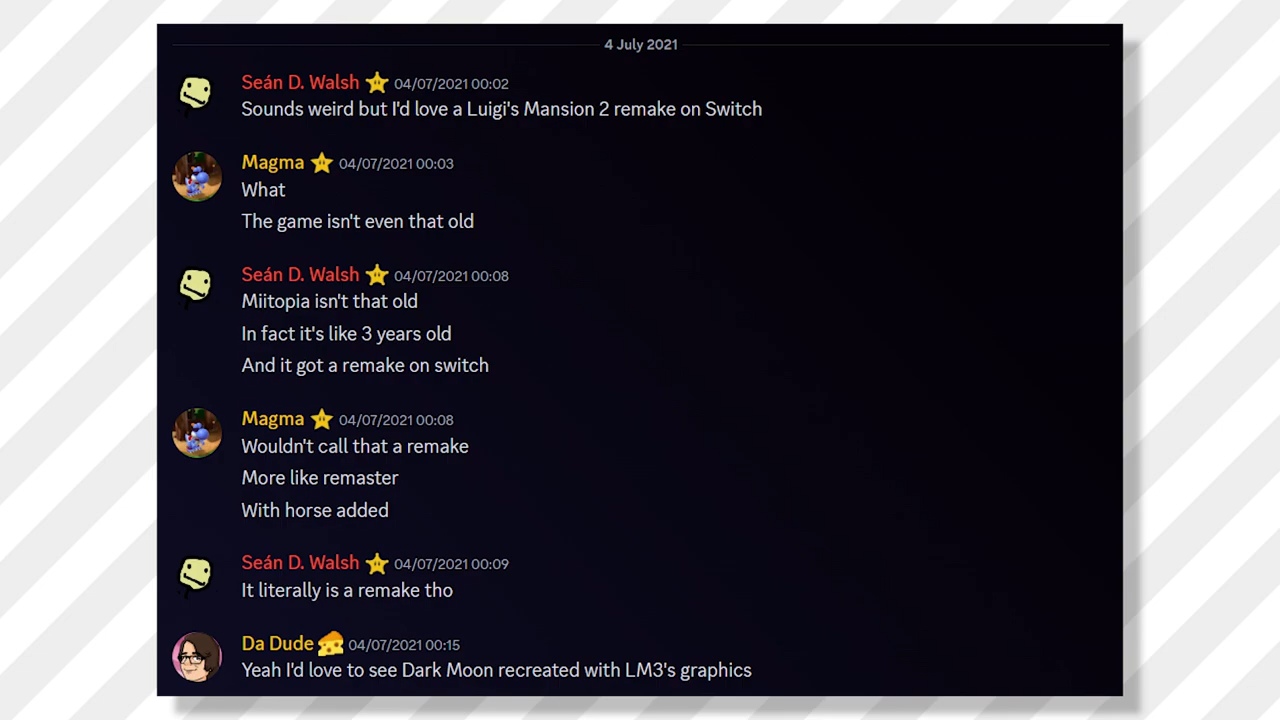 4 July 2021
Seán D. Walsh 04/07/2021 00:02
Sounds weird but I'd love a Luigi's Mansion 2 remake on Switch
Magma 04/07/2021 00:03
What
The game isn't even that old
Seán D. Walsh 04/07/2021 00:08
Miitopia isn't that old
In fact it's like 3 years old
And it got a remake on switch
Magma 04/07/2021 00:08
Wouldn't call that a remake
More like remaster
With horse added
Seán D. Walsh 04/07/2021 00:09
It literally is a remake tho
Da Dude 04/07/2021 00:15
Yeah I'd love to see Dark Moon recreated with LM3's graphics